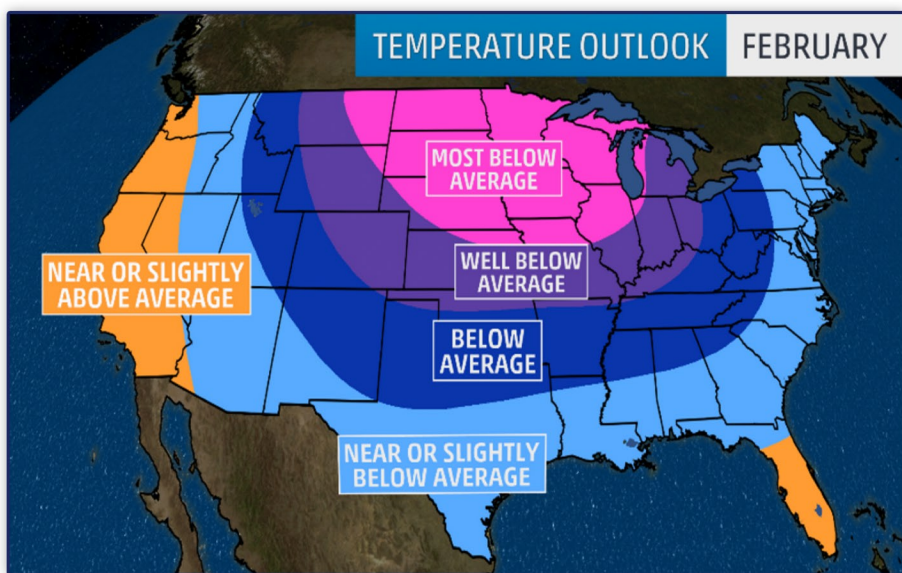 TEMPERATURE OUTLOOK FEBRUARY
MOST BELOW
AVERAGE
NEAR OR SLIGHTLY
ABOVE AVERAGE
WELL BELOW
AVERAGE
BELOW
AVERAGE
NEAR OR SLIGHTLY
BELOW AVERAGE